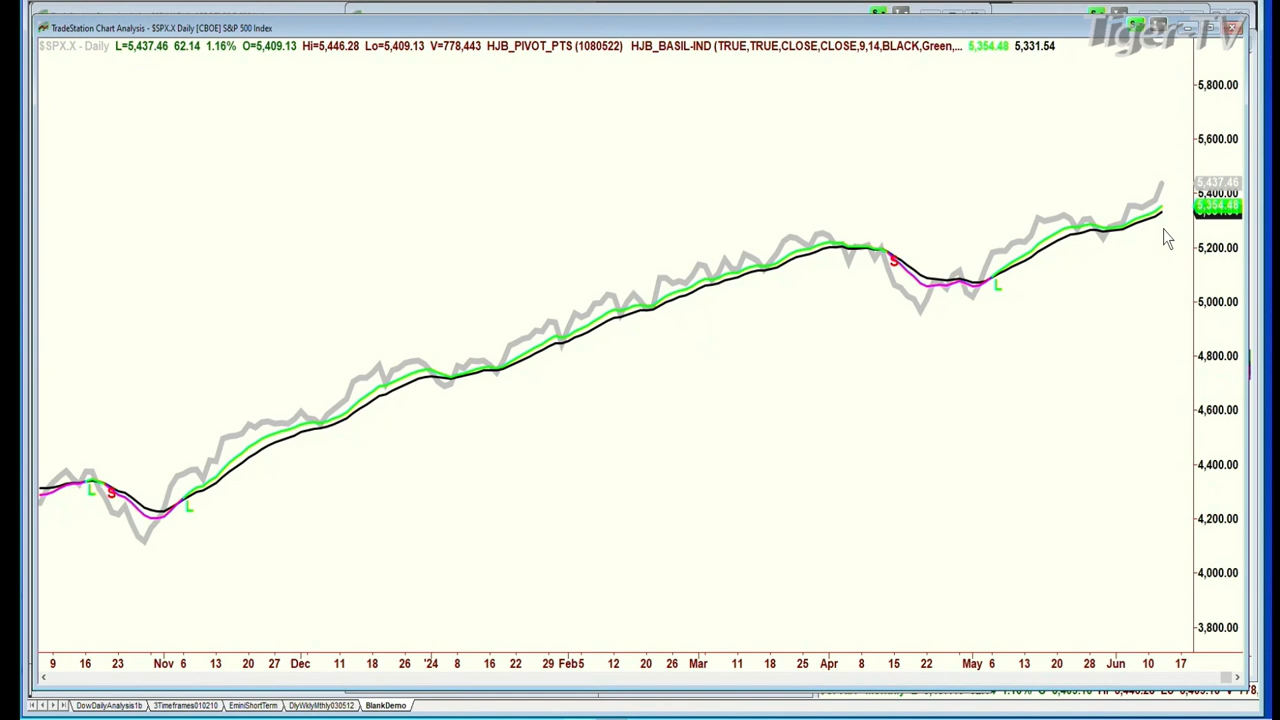 TradeStation Chart Analysis - $SPX.X Daily [CBOE] S&P 500 Index
Tiger-TV
$SPX.X - Daily L=5,437.46 62.14 1.16% O=5,409.13 Hi=5,446.28 Lo=5,409.13 V=778,443 HJB_PIVOT_PTS (1080522) HJB_BASIL-IND (TRUE,TRUE,CLOSE,CLOSE,9,14,BLACK,Green,... 5,354.48 5,331.54
5,800.00
5,600.00
5,437.46
5,400.00
5,354.48
5,200.00
5,000.00
4,800.00
4,600.00
4,400.00
4,200.00
4,000.00
3,800.00
S
L
L
S
L
9 16 23 Nov 6 13 20 27 Dec 11 18 26 '24 8 16 22 29 Feb5 12 20 26 Mar 11 18 25 Apr 8 15 22 May 6 13 20 28 Jun 10 17
DowDailyAnalysis1b 3Timeframes010210 EminiShortTerm DlyWklyMthly030512 BlankDemo